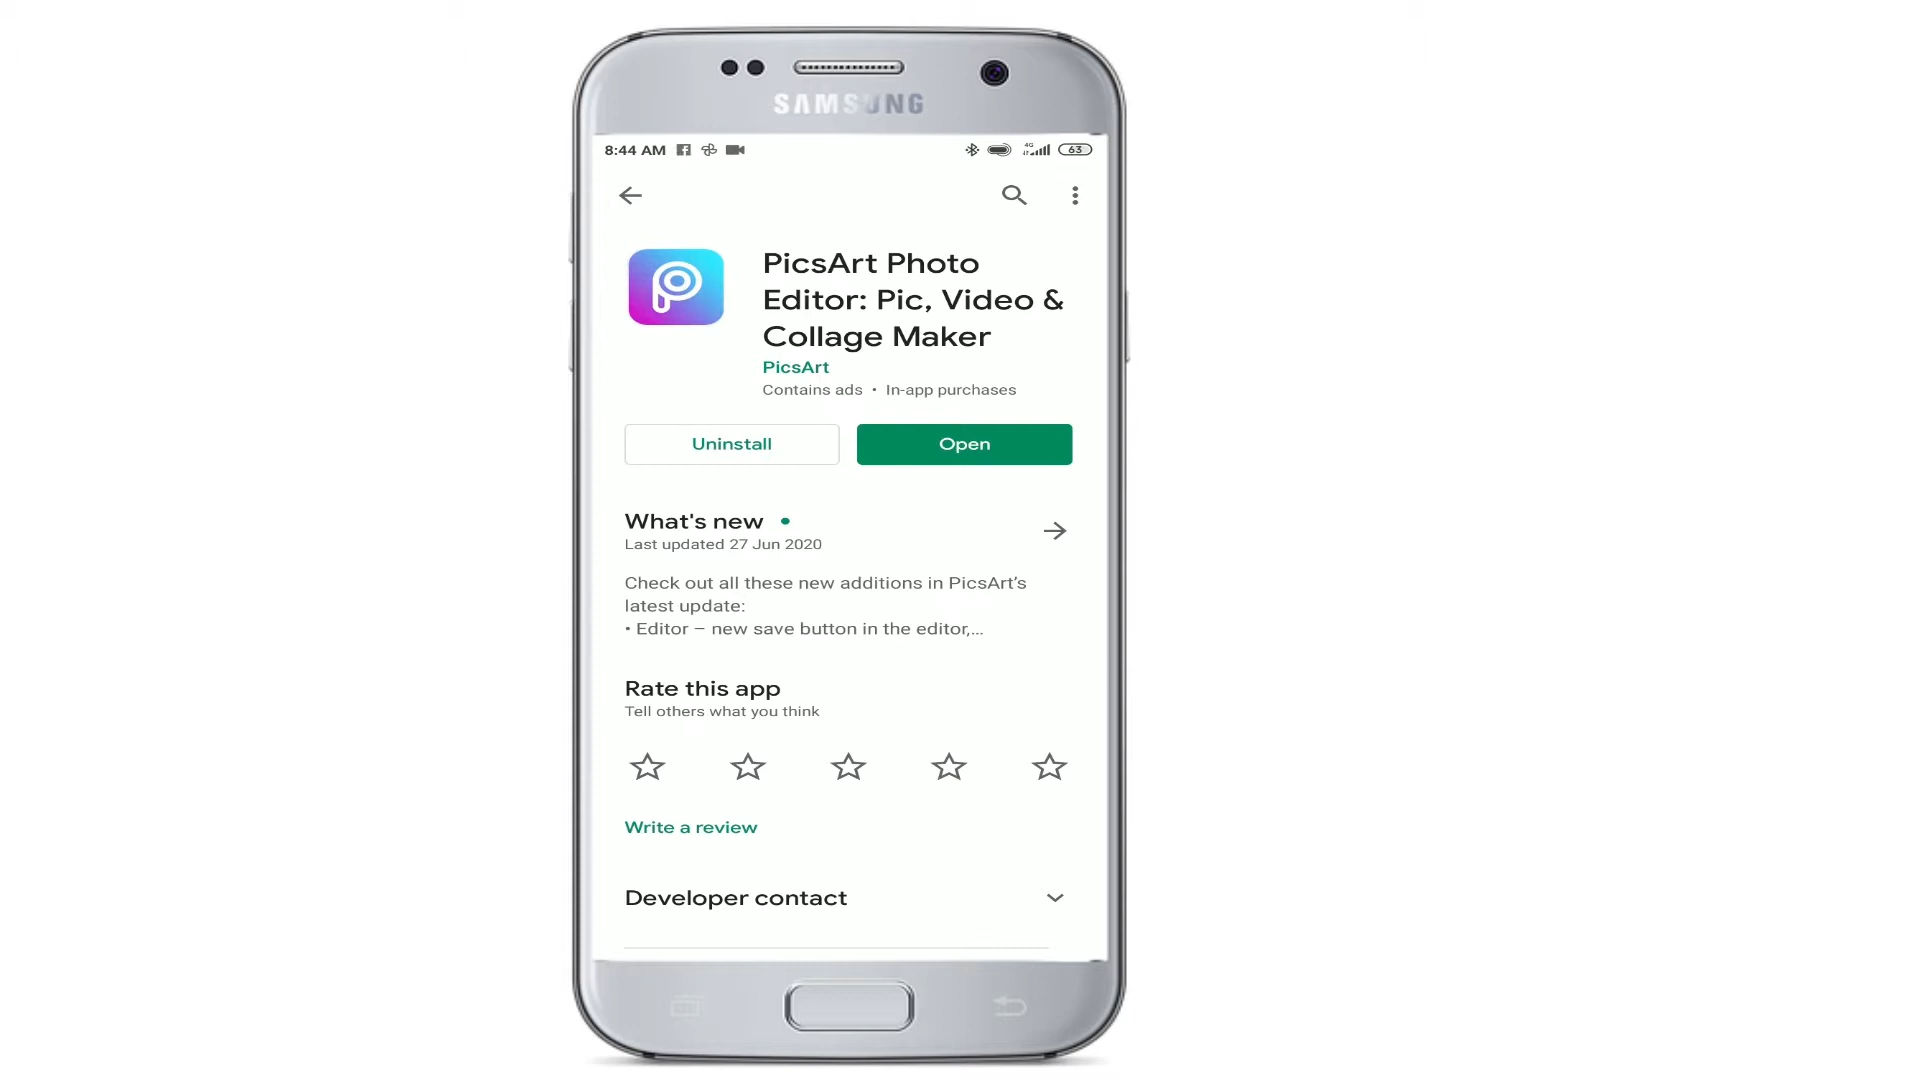 SAMSUNG
8:44 AM 4G 63
PicsArt Photo
Editor: Pic, Video &
Collage Maker
PicsArt
Contains ads • In-app purchases
Uninstall Open
What's new •
Last updated 27 Jun 2020
Check out all these new additions in PicsArt’s
latest update:
• Editor – new save button in the editor,...
Rate this app
Tell others what you think
Write a review
Developer contact